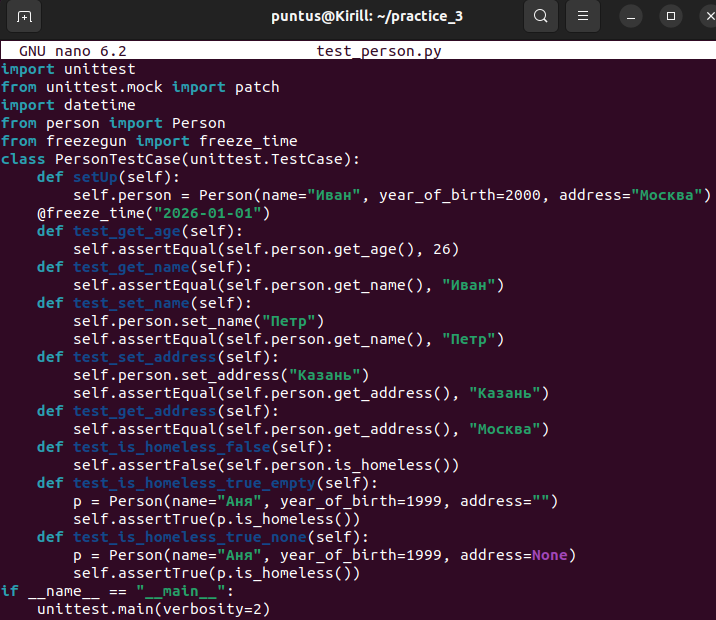 puntus@Kirill: ~/practice_3
GNU nano 6.2 test_person.py
import unittest
from unittest.mock import patch
import datetime
from person import Person
from freezegun import freeze_time
class PersonTestCase(unittest.TestCase):
    def setUp(self):
        self.person = Person(name="Иван", year_of_birth=2000, address="Москва")
    @freeze_time("2026-01-01")
    def test_get_age(self):
        self.assertEqual(self.person.get_age(), 26)
    def test_get_name(self):
        self.assertEqual(self.person.get_name(), "Иван")
    def test_set_name(self):
        self.person.set_name("Петр")
        self.assertEqual(self.person.get_name(), "Петр")
    def test_set_address(self):
        self.person.set_address("Казань")
        self.assertEqual(self.person.get_address(), "Казань")
    def test_get_address(self):
        self.assertEqual(self.person.get_address(), "Москва")
    def test_is_homeless_false(self):
        self.assertFalse(self.person.is_homeless())
    def test_is_homeless_true_empty(self):
        p = Person(name="Аня", year_of_birth=1999, address="")
        self.assertTrue(p.is_homeless())
    def test_is_homeless_true_none(self):
        p = Person(name="Аня", year_of_birth=1999, address=None)
        self.assertTrue(p.is_homeless())
if __name__ == "__main__":
    unittest.main(verbosity=2)